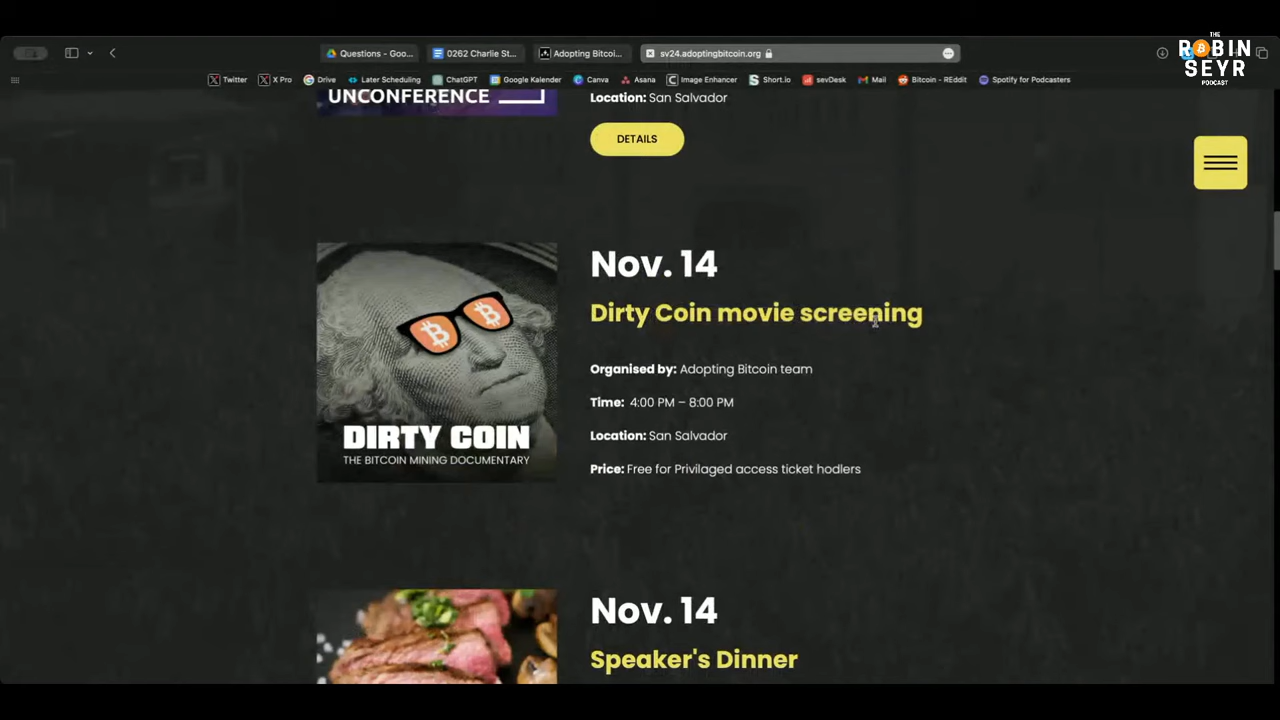 THE
ROBIN
SEYR
PODCAST
Questions - Goo...
0262 Charlie St...
Adopting Bitcoi...
sv24.adoptingbitcoin.org
Twitter
X Pro
Drive
Later Scheduling
ChatGPT
Google Kalender
Canva
Asana
Image Enhancer
Short.io
sevDesk
Mail
Bitcoin - REddit
Spotify for Podcasters
UNCONFERENCE
Location: San Salvador
DETAILS
Nov. 14
Dirty Coin movie screening
Organised by: Adopting Bitcoin team
Time: 4:00 PM – 8:00 PM
Location: San Salvador
Price: Free for Privilaged access ticket hodlers
DIRTY COIN
THE BITCOIN MINING DOCUMENTARY
Nov. 14
Speaker's Dinner